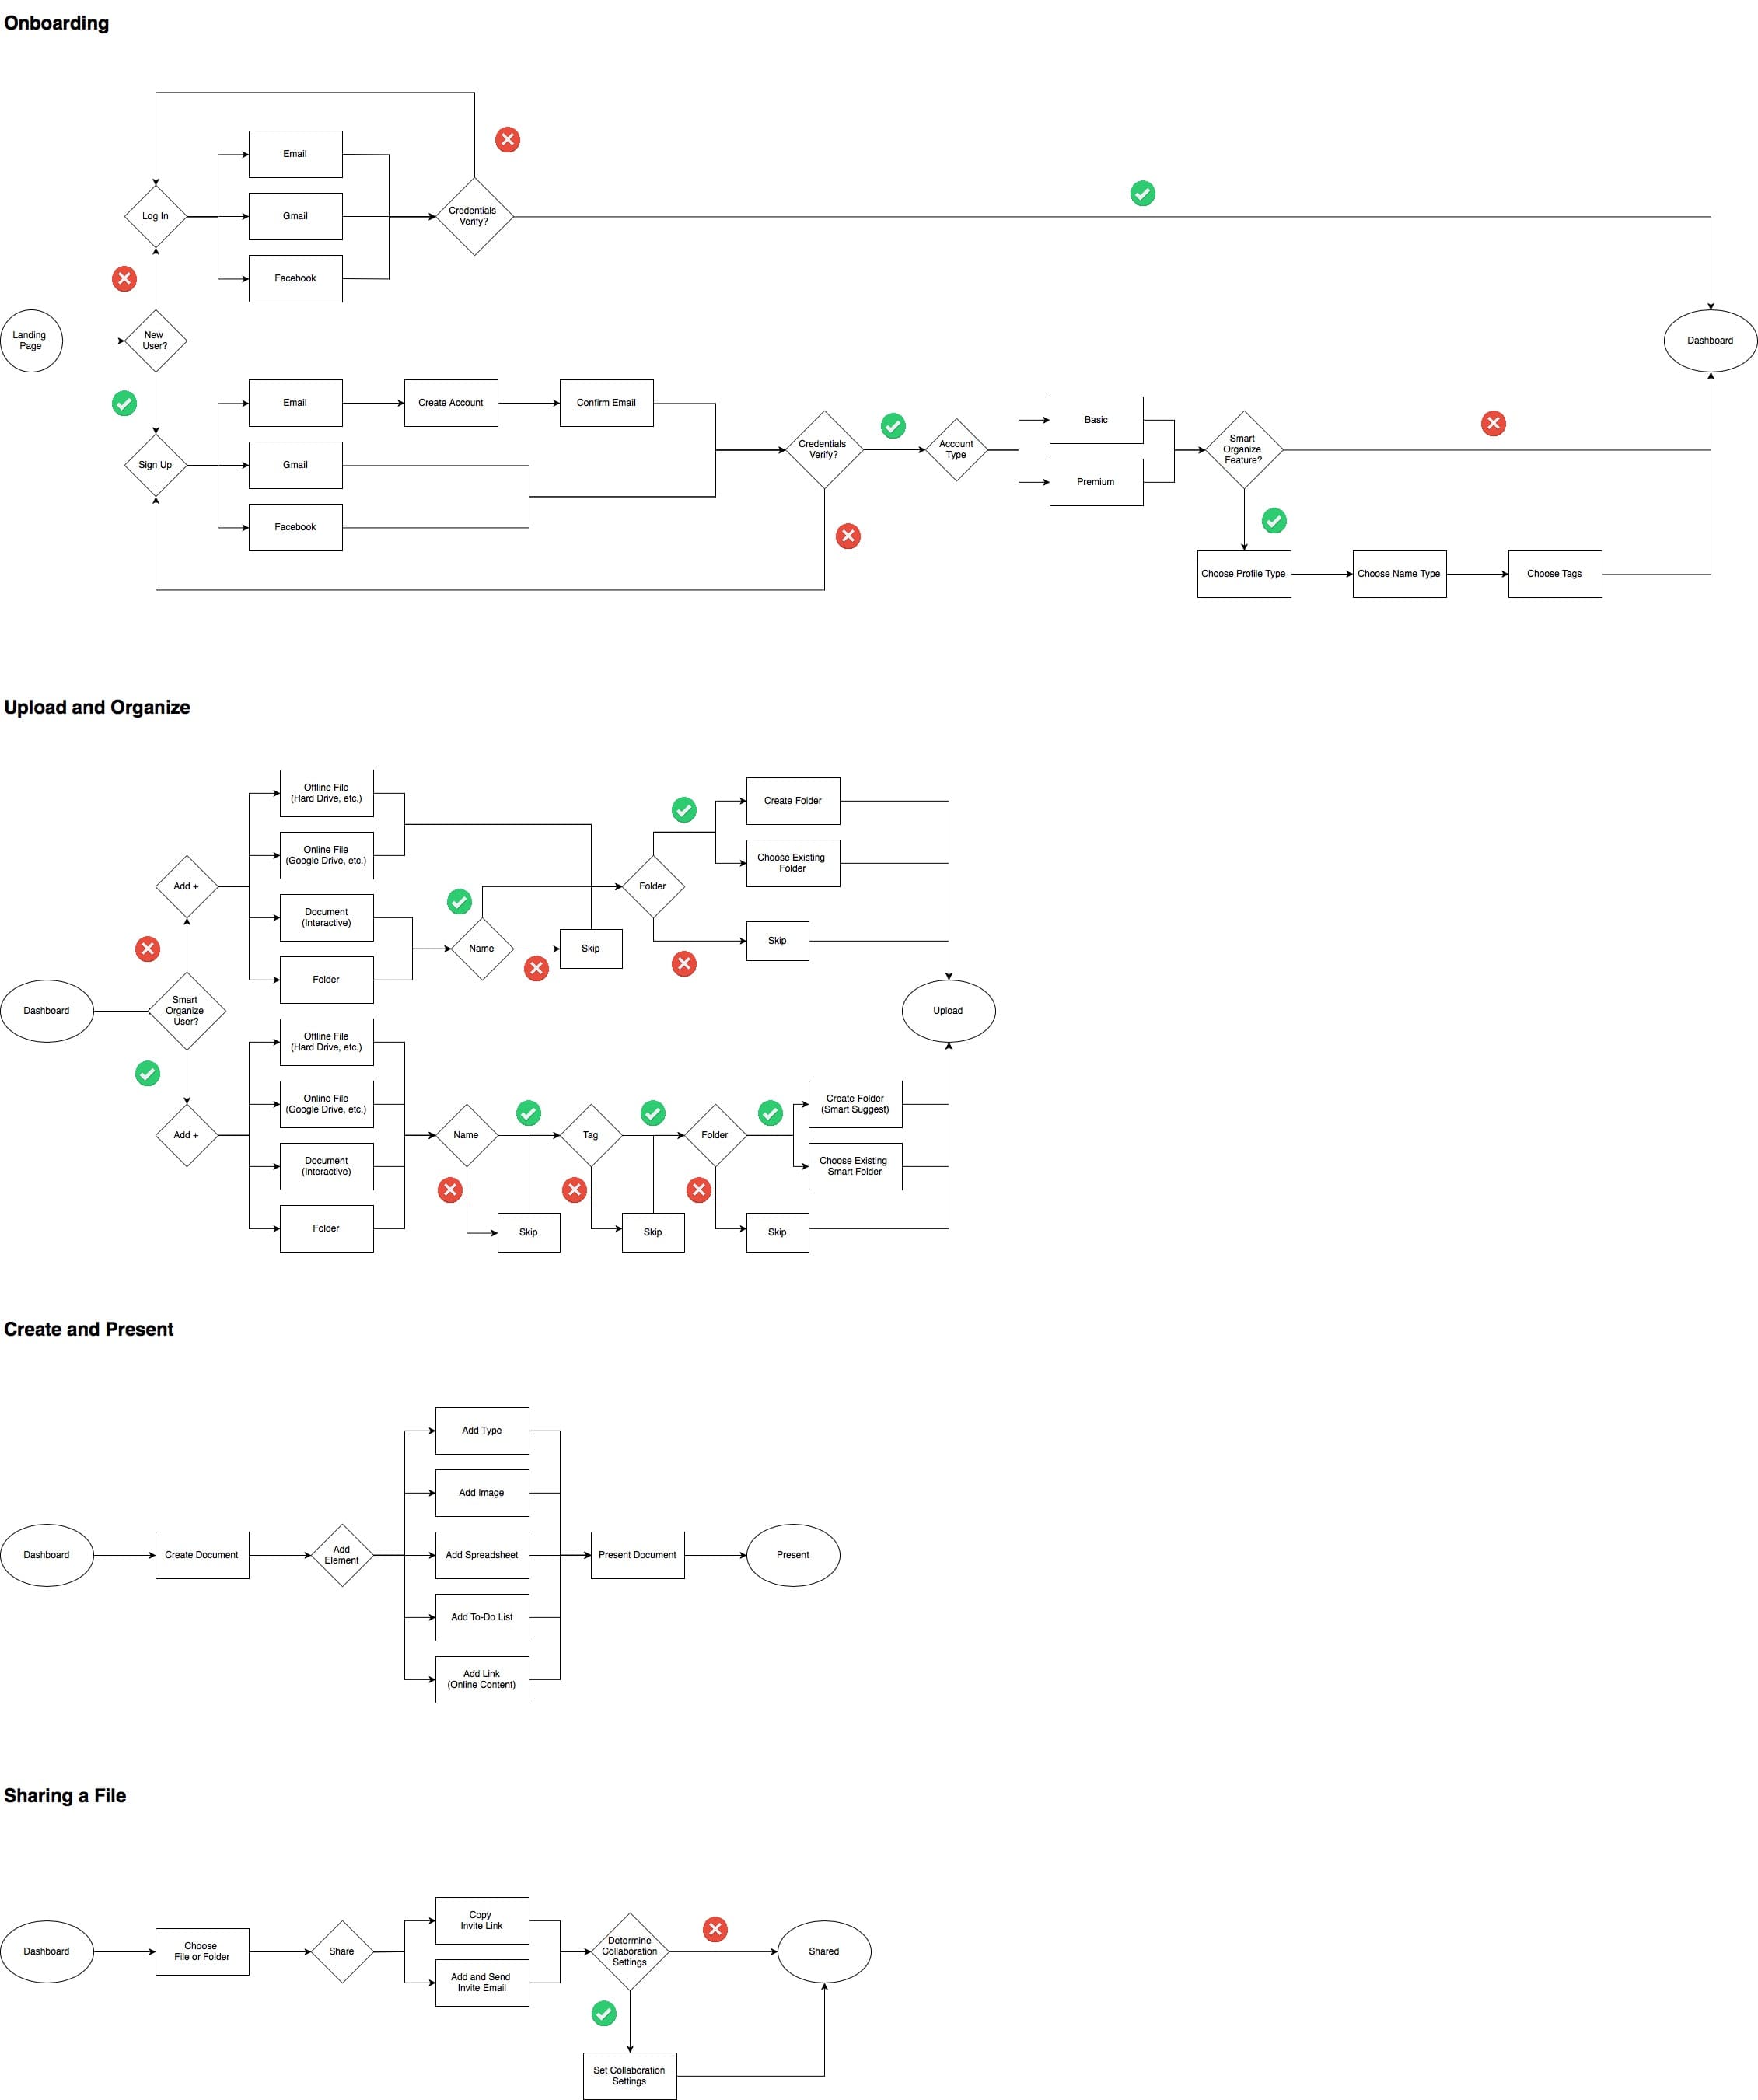 Onboarding
Email
Log In
Gmail
Credentials
Verify?
Facebook
Landing
Page
New
User?
Dashboard
Email
Create Account
Confirm Email
Sign Up
Gmail
Facebook
Credentials
Verify?
Account
Type
Basic
Premium
Smart
Organize
Feature?
Choose Profile Type
Choose Name Type
Choose Tags
Upload and Organize
Offline File
(Hard Drive, etc.)
Online File
(Google Drive, etc.)
Add +
Document
(Interactive)
Folder
Name
Skip
Folder
Create Folder
Choose Existing
Folder
Skip
Dashboard
Smart
Organize
User?
Upload
Offline File
(Hard Drive, etc.)
Online File
(Google Drive, etc.)
Add +
Document
(Interactive)
Folder
Name
Tag
Folder
Create Folder
(Smart Suggest)
Choose Existing
Smart Folder
Skip
Skip
Skip
Create and Present
Add Type
Add Image
Dashboard
Create Document
Add
Element
Add Spreadsheet
Present Document
Present
Add To-Do List
Add Link
(Online Content)
Sharing a File
Dashboard
Choose
File or Folder
Share
Copy
Invite Link
Add and Send
Invite Email
Determine
Collaboration
Settings
Shared
Set Collaboration
Settings